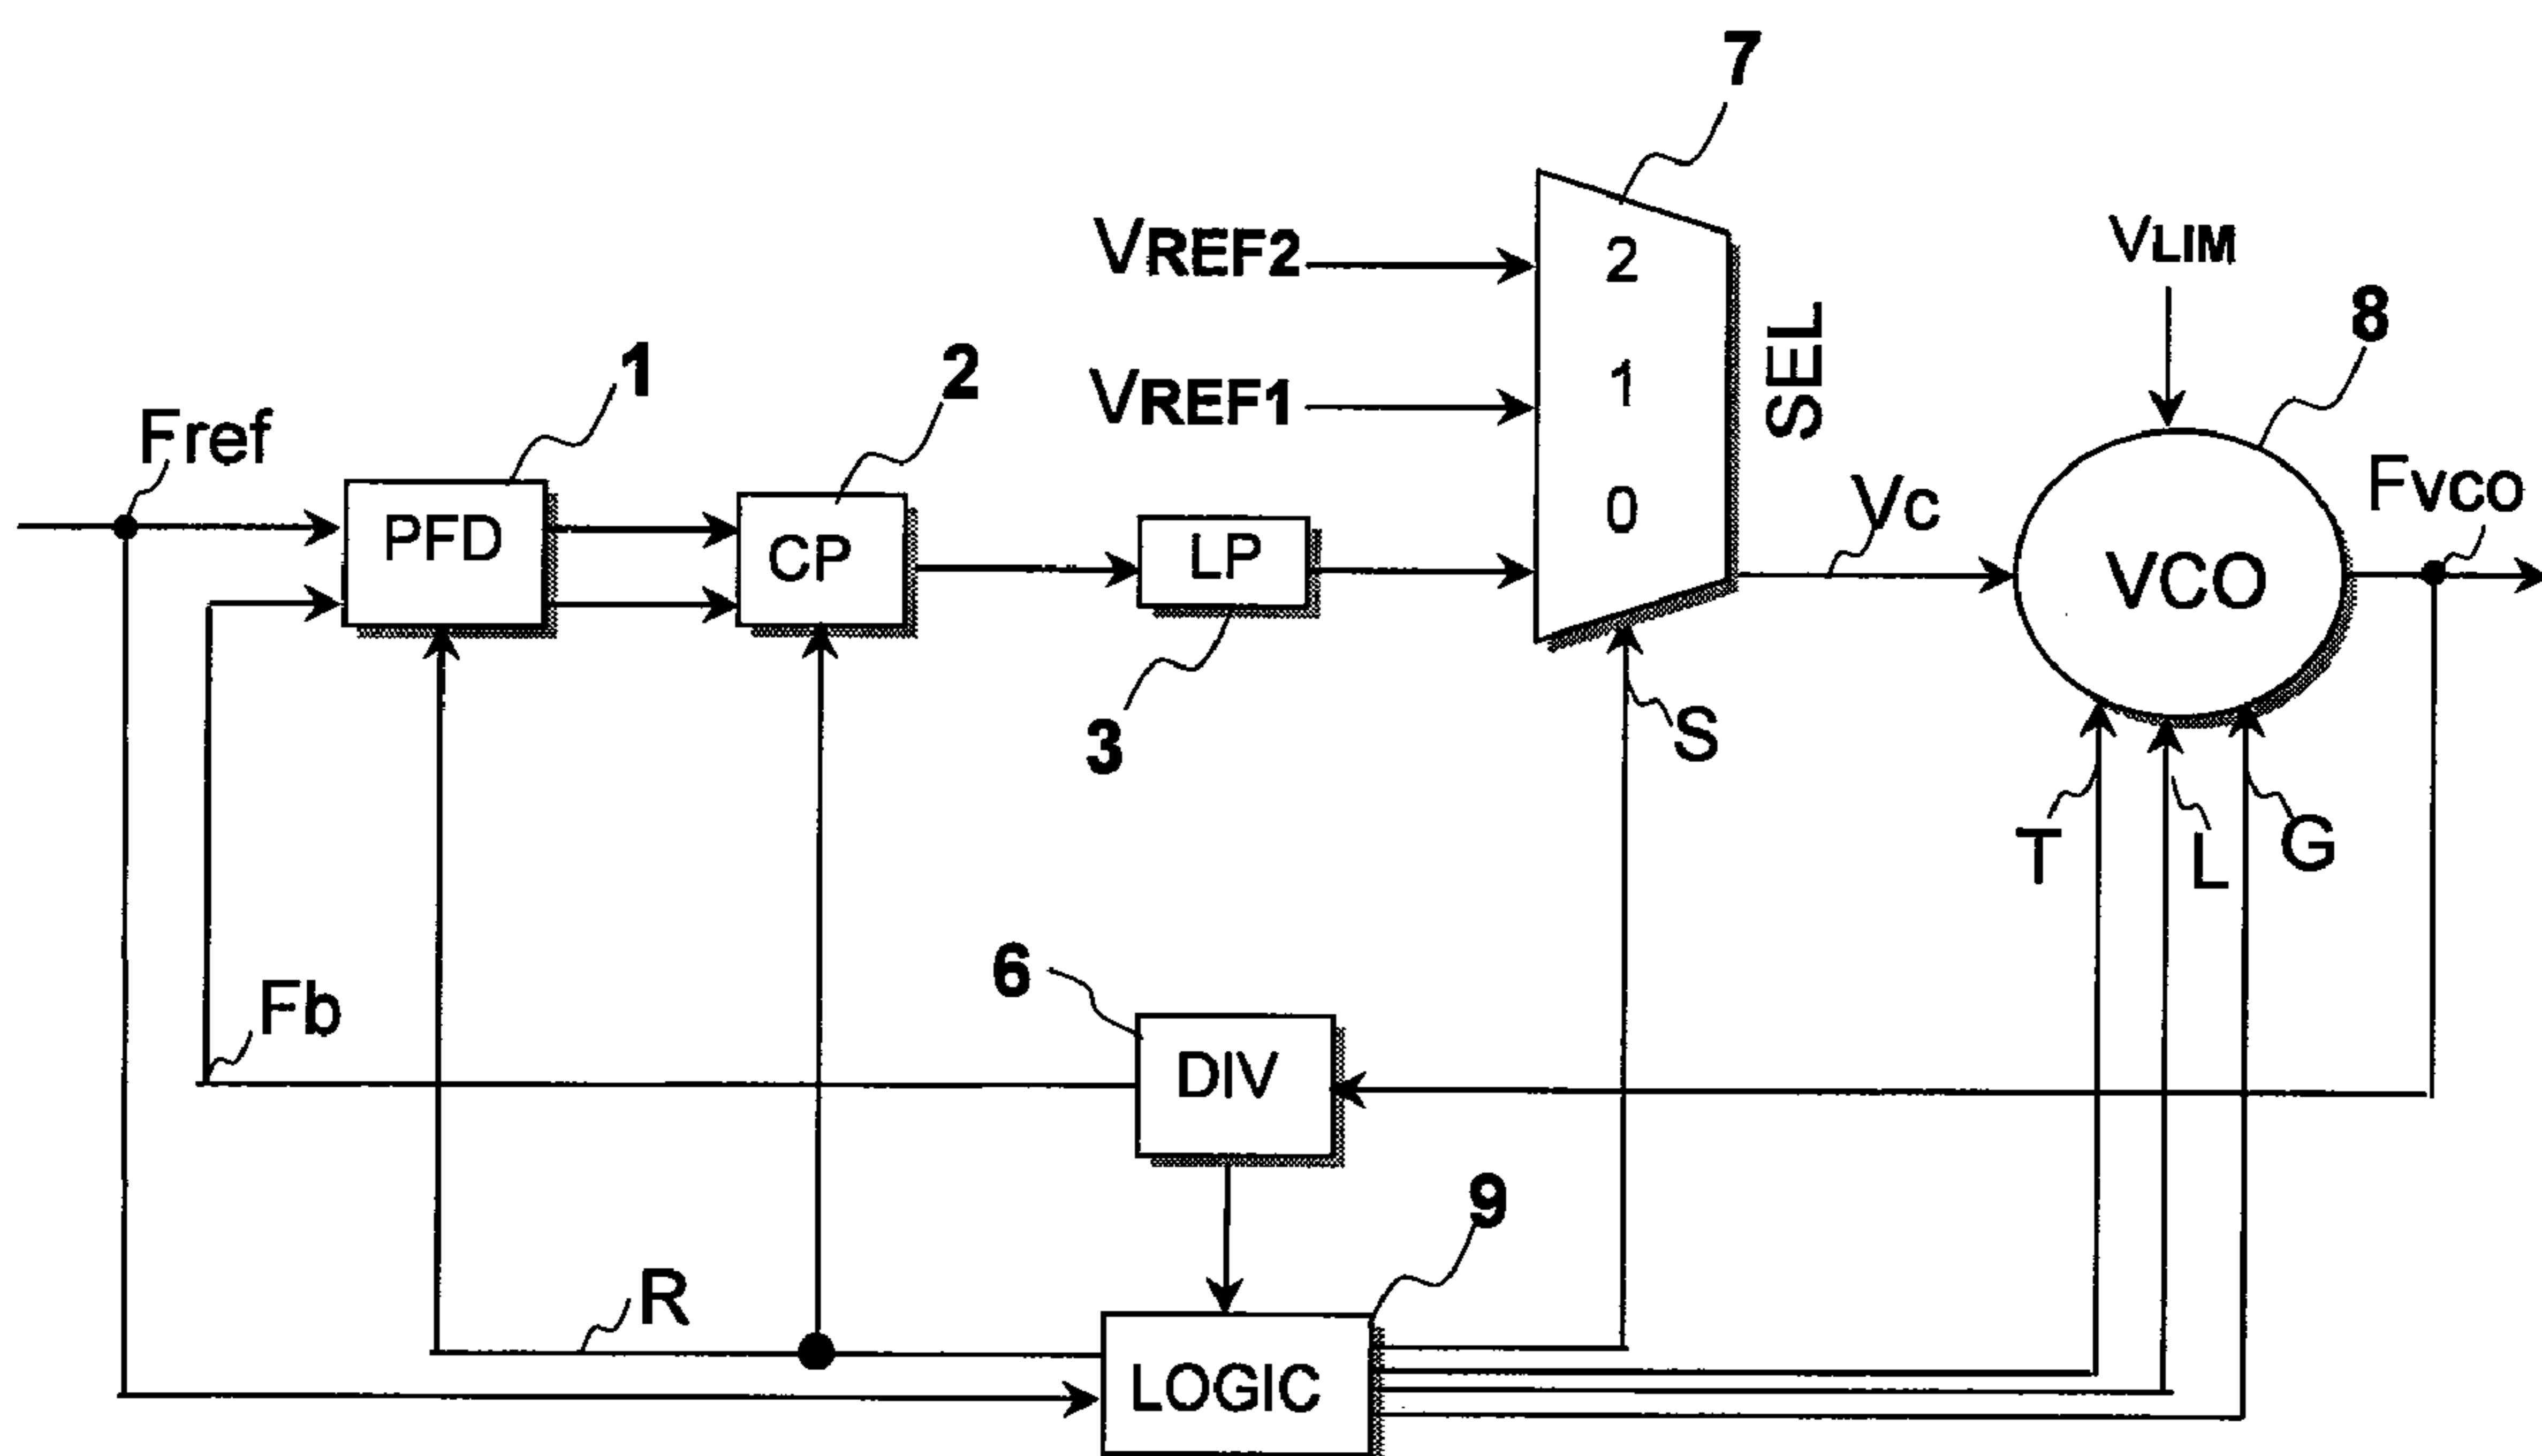 7
VREF2
2
VLIM
8
1
2
VREF1
1
SEL
Fref
PFD
CP
LP
0
Vc
VCO
Fvco
3
S
T
L
G
6
Fb
DIV
9
R
LOGIC